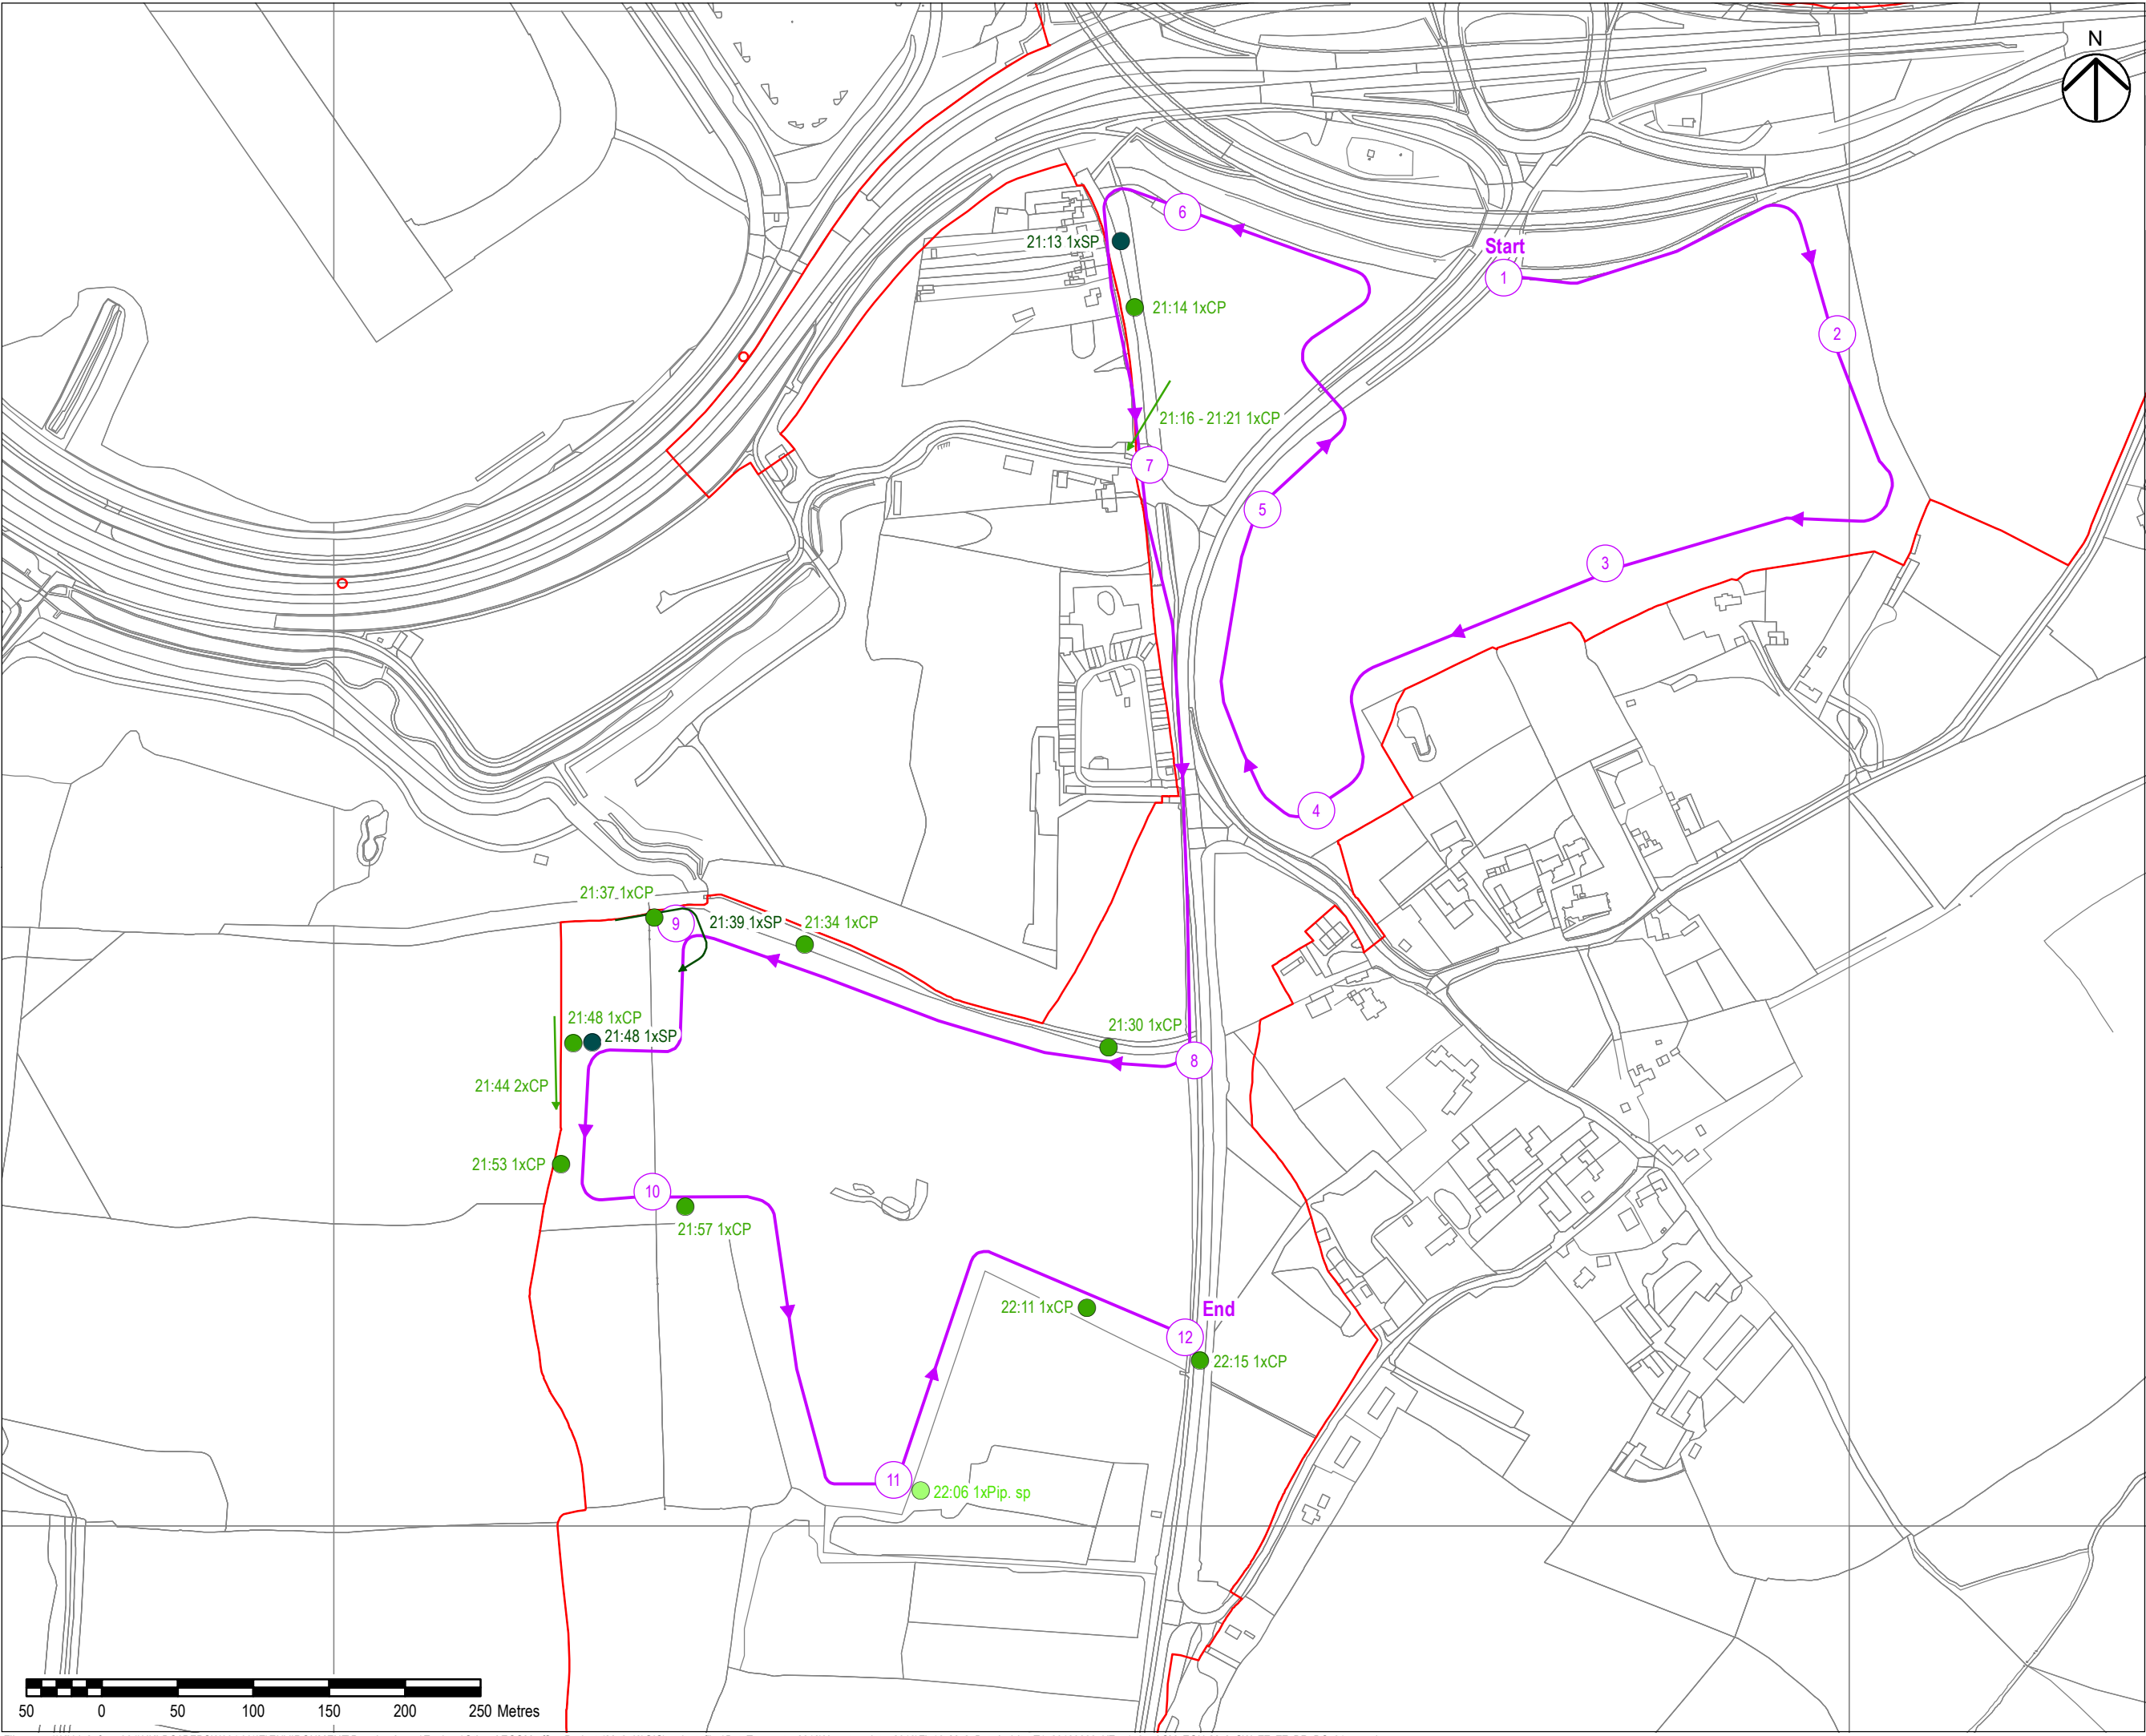 N
6
21:13 1xSP
Start
1
21:14 1xCP
2
21:16 - 21:21 1xCP
7
5
3
4
21:37 1xCP
9
21:39 1xSP
21:34 1xCP
21:48 1xCP
21:48 1xSP
21:30 1xCP
8
21:44 2xCP
21:53 1xCP
10
21:57 1xCP
22:11 1xCP
End
12
22:15 1xCP
11
22:06 1xPip. sp
50 0 50 100 150 200 250 Metres